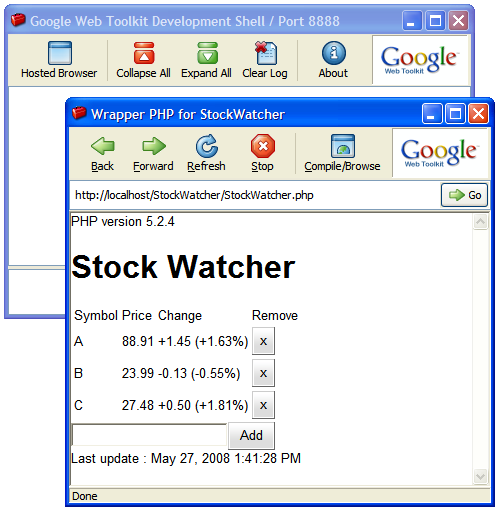 Google Web Toolkit Development Shell / Port 8888
Hosted Browser Collapse All Expand All Clear Log About
Google™
Web Toolkit
Wrapper PHP for StockWatcher
Back Forward Refresh Stop Compile/Browse
Google™
Web Toolkit
http://localhost/StockWatcher/StockWatcher.php Go
PHP version 5.2.4
Stock Watcher
Symbol Price Change Remove
A 88.91 +1.45 (+1.63%) x
B 23.99 -0.13 (-0.55%) x
C 27.48 +0.50 (+1.81%) x
Add
Last update : May 27, 2008 1:41:28 PM
Done